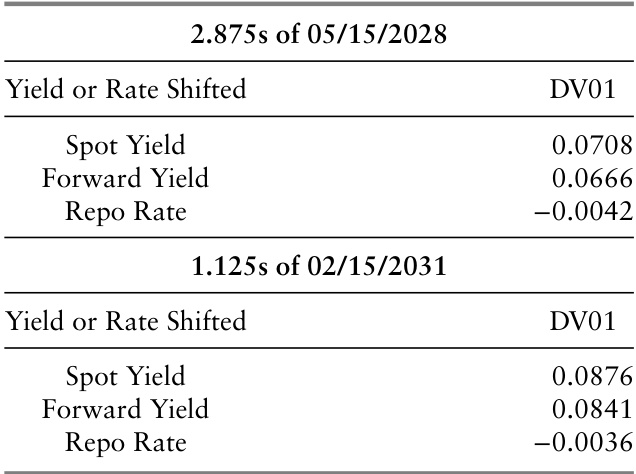 2.875s of 05/15/2028
Yield or Rate Shifted DV01
Spot Yield 0.0708
Forward Yield 0.0666
Repo Rate −0.0042
1.125s of 02/15/2031
Yield or Rate Shifted DV01
Spot Yield 0.0876
Forward Yield 0.0841
Repo Rate −0.0036